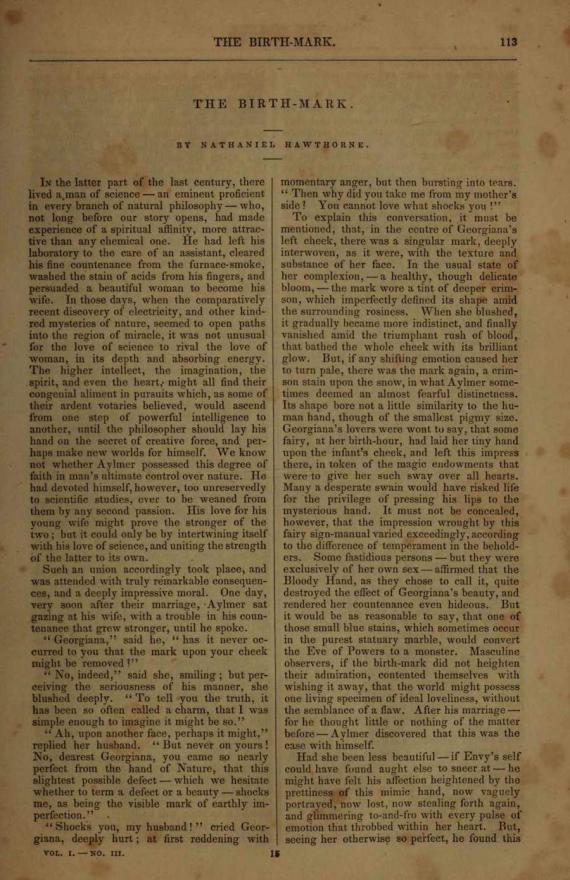 THE BIRTH-MARK. 113
THE BIRTH-MARK.
BY NATHANIEL HAWTHORNE.
In the latter part of the last century, there
lived a man of science — an eminent proficient
in every branch of natural philosophy — who,
not long before our story opens, had made
experience of a spiritual affinity, more attrac-
tive than any chemical one. He had left his
laboratory to the care of an assistant, cleared
his fine countenance from the furnace-smoke,
washed the stain of acids from his fingers, and
persuaded a beautiful woman to become his
wife. In those days, when the comparatively
recent discovery of electricity, and other kind-
red mysteries of nature, seemed to open paths
into the region of miracle, it was not unusual
for the love of science to rival the love of
woman, in its depth and absorbing energy.
The higher intellect, the imagination, the
spirit, and even the heart, might all find their
congenial aliment in pursuits which, as some of
their ardent votaries believed, would ascend
from one step of powerful intelligence to
another, until the philosopher should lay his
hand on the secret of creative force, and per-
haps make new worlds for himself. We know
not whether Aylmer possessed this degree of
faith in man's ultimate control over nature. He
had devoted himself, however, too unreservedly
to scientific studies, ever to be weaned from
them by any second passion. His love for his
young wife might prove the stronger of the
two; but it could only be by intertwining itself
with his love of science, and uniting the strength
of the latter to its own.
Such an union accordingly took place, and
was attended with truly remarkable consequen-
ces, and a deeply impressive moral. One day,
very soon after their marriage, Aylmer sat
gazing at his wife, with a trouble in his coun-
tenance that grew stronger, until he spoke.
"Georgiana," said he, "has it never oc-
curred to you that the mark upon your cheek
might be removed?"
"No, indeed," said she, smiling; but per-
ceiving the seriousness of his manner, she
blushed deeply. "To tell you the truth, it
has been so often called a charm, that I was
simple enough to imagine it might be so."
"Ah, upon another face, perhaps it might,"
replied her husband. "But never on yours!
No, dearest Georgiana, you came so nearly
perfect from the hand of Nature, that this
slightest possible defect — which we hesitate
whether to term a defect or a beauty — shocks
me, as being the visible mark of earthly im-
perfection."
"Shocks you, my husband!" cried Geor-
giana, deeply hurt; at first reddening with
momentary anger, but then bursting into tears.
"Then why did you take me from my mother's
side! You cannot love what shocks you!"
To explain this conversation, it must be
mentioned, that, in the centre of Georgiana's
left cheek, there was a singular mark, deeply
interwoven, as it were, with the texture and
substance of her face. In the usual state of
her complexion, — a healthy, though delicate
bloom, — the mark wore a tint of deeper crim-
son, which imperfectly defined its shape amid
the surrounding rosiness. When she blushed,
it gradually became more indistinct, and finally
vanished amid the triumphant rush of blood,
that bathed the whole cheek with its brilliant
glow. But, if any shifting emotion caused her
to turn pale, there was the mark again, a crim-
son stain upon the snow, in what Aylmer some-
times deemed an almost fearful distinctness.
Its shape bore not a little similarity to the hu-
man hand, though of the smallest pigmy size.
Georgiana's lovers were wont to say, that some
fairy, at her birth-hour, had laid her tiny hand
upon the infant's cheek, and left this impress
there, in token of the magic endowments that
were to give her such sway over all hearts.
Many a desperate swain would have risked life
for the privilege of pressing his lips to the
mysterious hand. It must not be concealed,
however, that the impression wrought by this
fairy sign-manual varied exceedingly, according
to the difference of temperament in the behold-
ers. Some fastidious persons — but they were
exclusively of her own sex — affirmed that the
Bloody Hand, as they chose to call it, quite
destroyed the effect of Georgiana's beauty, and
rendered her countenance even hideous. But
it would be as reasonable to say, that one of
those small blue stains, which sometimes occur
in the purest statuary marble, would convert
the Eve of Powers to a monster. Masculine
observers, if the birth-mark did not heighten
their admiration, contented themselves with
wishing it away, that the world might possess
one living specimen of ideal loveliness, without
the semblance of a flaw. After his marriage —
for he thought little or nothing of the matter
before — Aylmer discovered that this was the
case with himself.
Had she been less beautiful — if Envy's self
could have found aught else to sneer at — he
might have felt his affection heightened by the
prettiness of this mimic hand, now vaguely
portrayed, now lost, now stealing forth again,
and glimmering to-and-fro with every pulse of
emotion that throbbed within her heart. But,
seeing her otherwise so perfect, he found this
VOL. I. — NO. III. 15